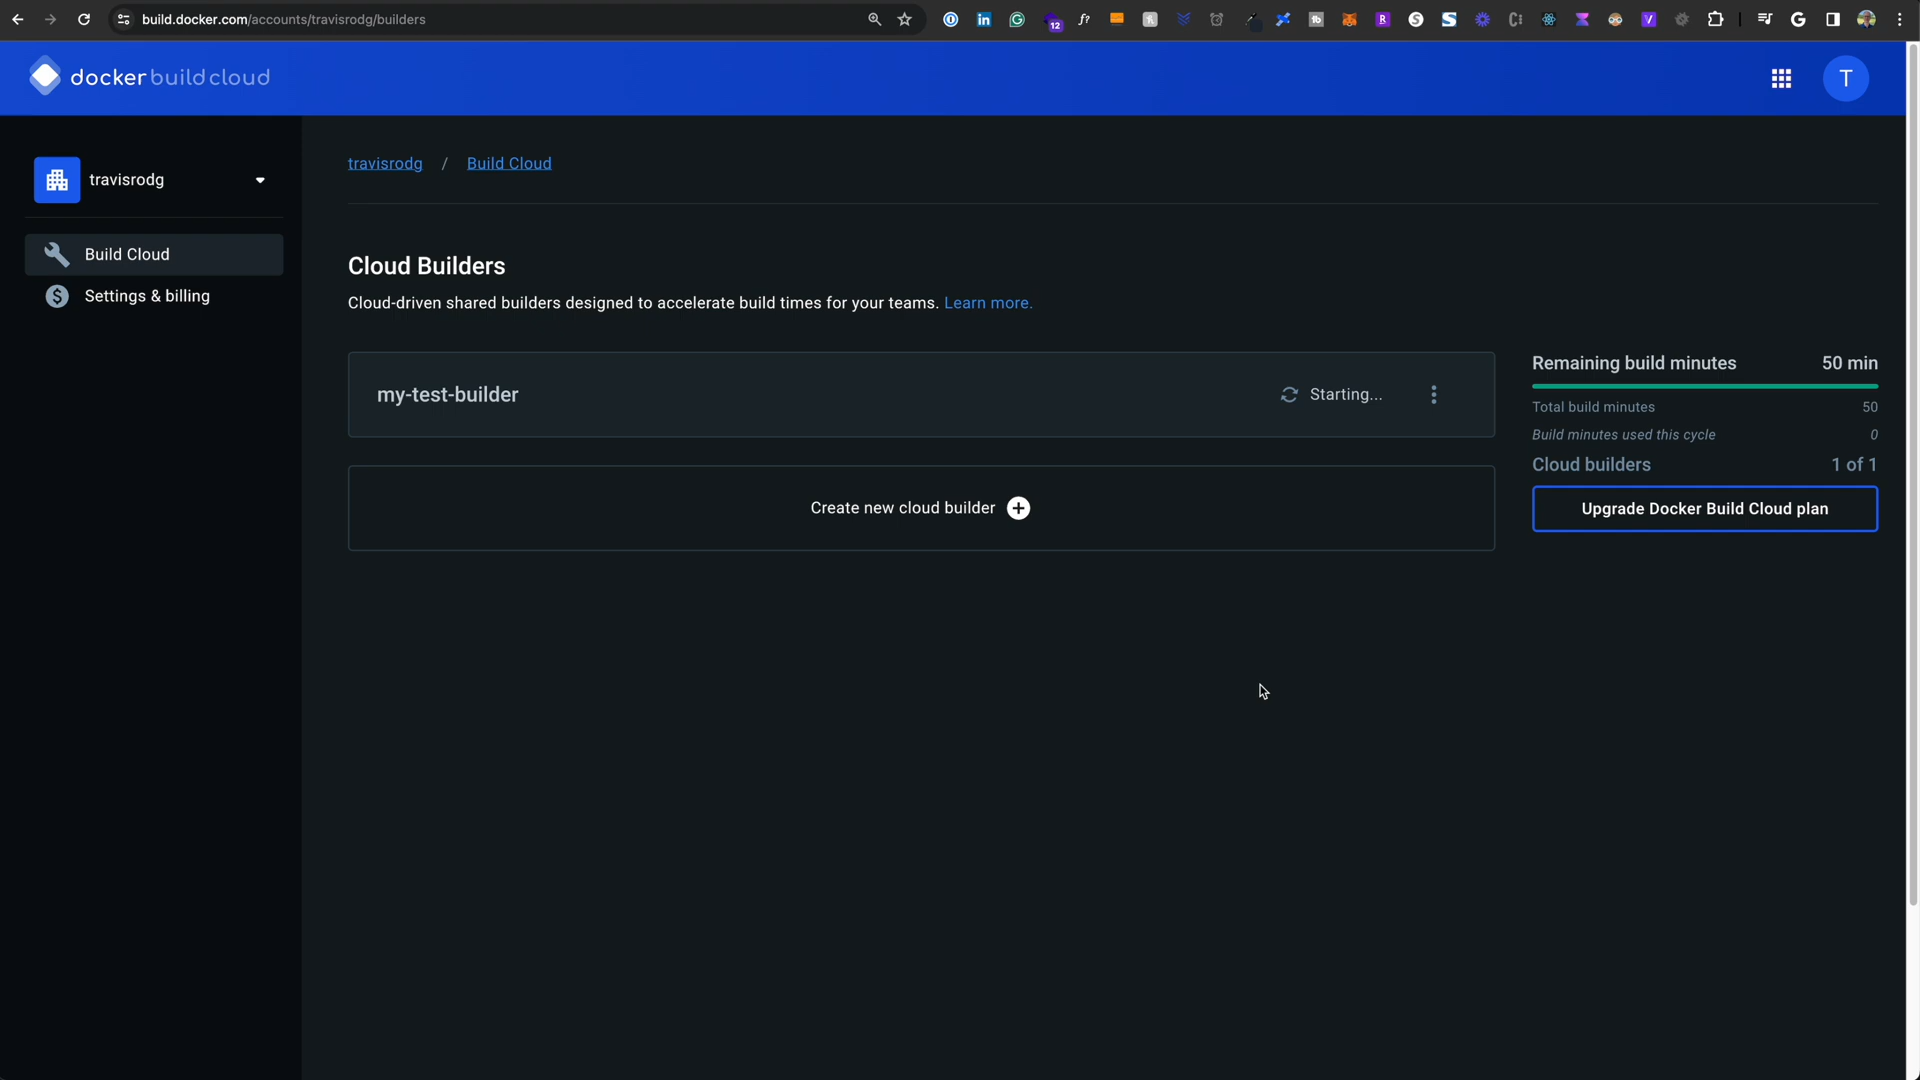 build.docker.com/accounts/travisrodg/builders
12
docker build cloud
T
travisrodg
Build Cloud
Settings & billing
travisrodg / Build Cloud
Cloud Builders
Cloud-driven shared builders designed to accelerate build times for your teams. Learn more.
my-test-builder
Starting...
Create new cloud builder
Remaining build minutes 50 min
Total build minutes 50
Build minutes used this cycle 0
Cloud builders 1 of 1
Upgrade Docker Build Cloud plan